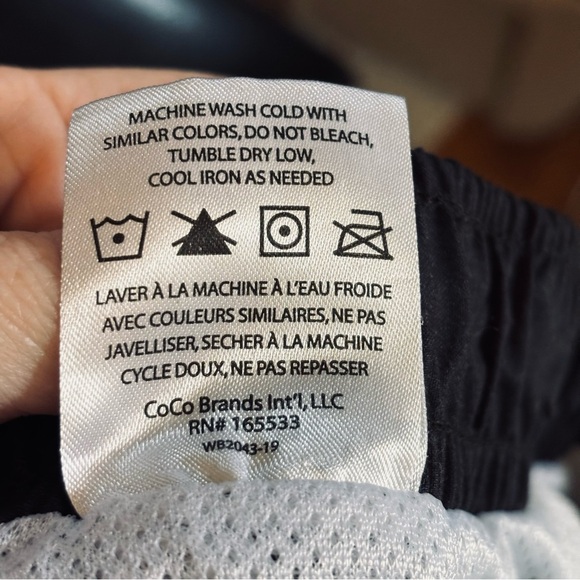 MACHINE WASH COLD WITH
SIMILAR COLORS, DO NOT BLEACH,
TUMBLE DRY LOW,
COOL IRON AS NEEDED
LAVER À LA MACHINE À L'EAU FROIDE
AVEC COULEURS SIMILAIRES, NE PAS
JAVELLISER, SECHER À LA MACHINE
CYCLE DOUX, NE PAS REPASSER
CoCo Brands Int'l, LLC
RN# 165533
WB2043-19